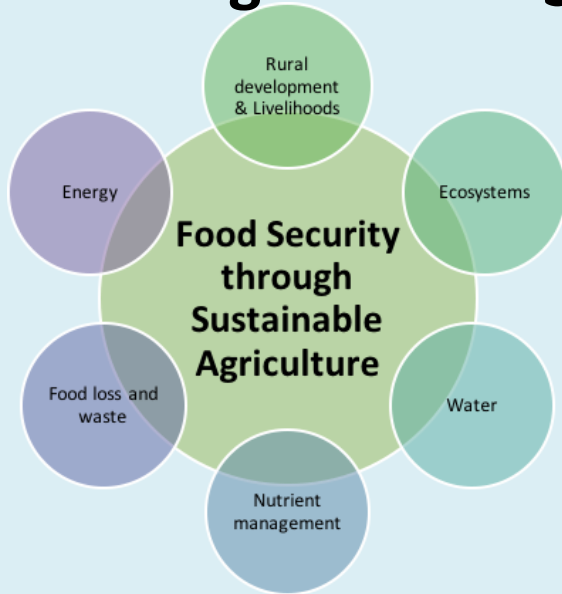 Rural
development
& Livelihoods
Energy
Ecosystems
Food Security
through
Sustainable
Agriculture
Food loss and
waste
Water
Nutrient
management